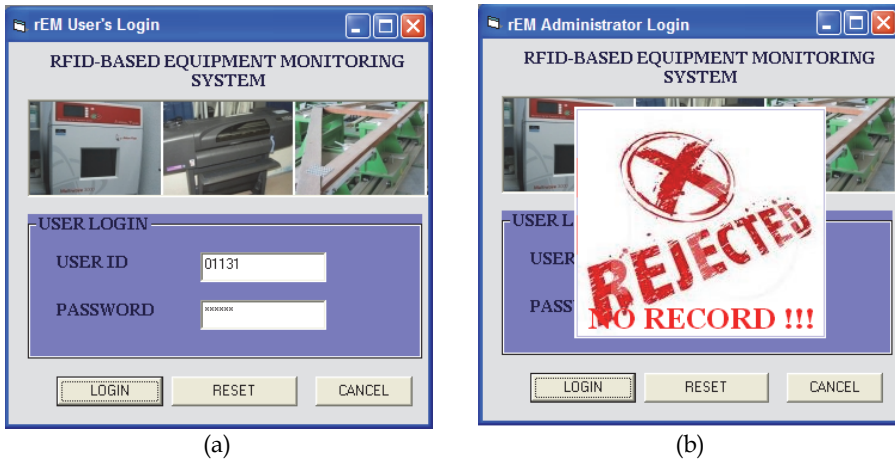 rEM User's Login
RFID-BASED EQUIPMENT MONITORING
SYSTEM
USER LOGIN
USER ID
01131
PASSWORD
******
LOGIN
RESET
CANCEL
(a)
rEM Administrator Login
RFID-BASED EQUIPMENT MONITORING
SYSTEM
USER L
USER
PASS
REJECTED
NO RECORD !!!
LOGIN
RESET
CANCEL
(b)